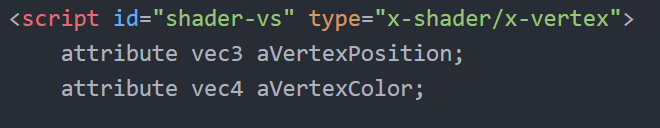 <script id="shader-vs" type="x-shader/x-vertex">
    attribute vec3 aVertexPosition;
    attribute vec4 aVertexColor;